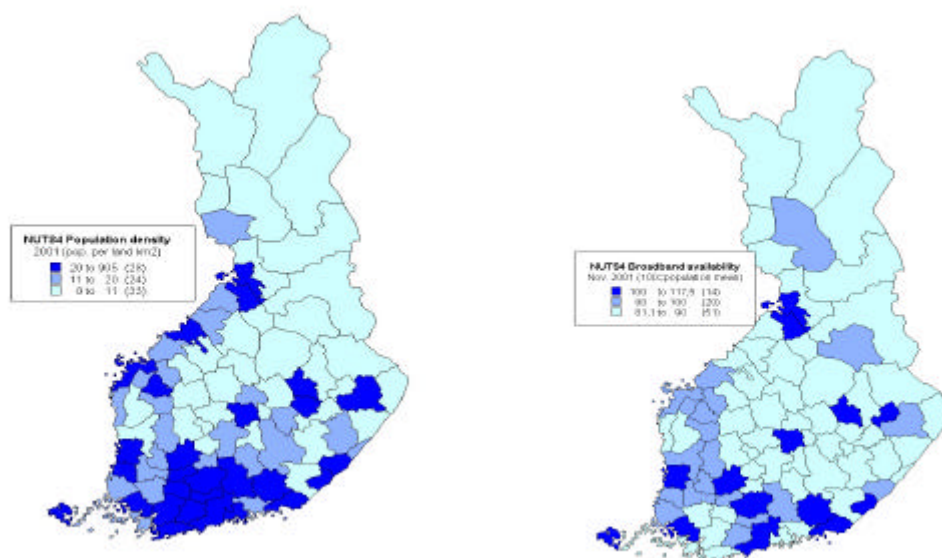 NUTS4 Population density
2001 (pop. per land km2)
20 to 905 (28)
11 to 20 (24)
0 to 11 (33)
NUTS4 Broadband availability
Nov. 2001 (100=population mean)
100 to 117,9 (14)
90 to 100 (20)
81,1 to 90 (51)